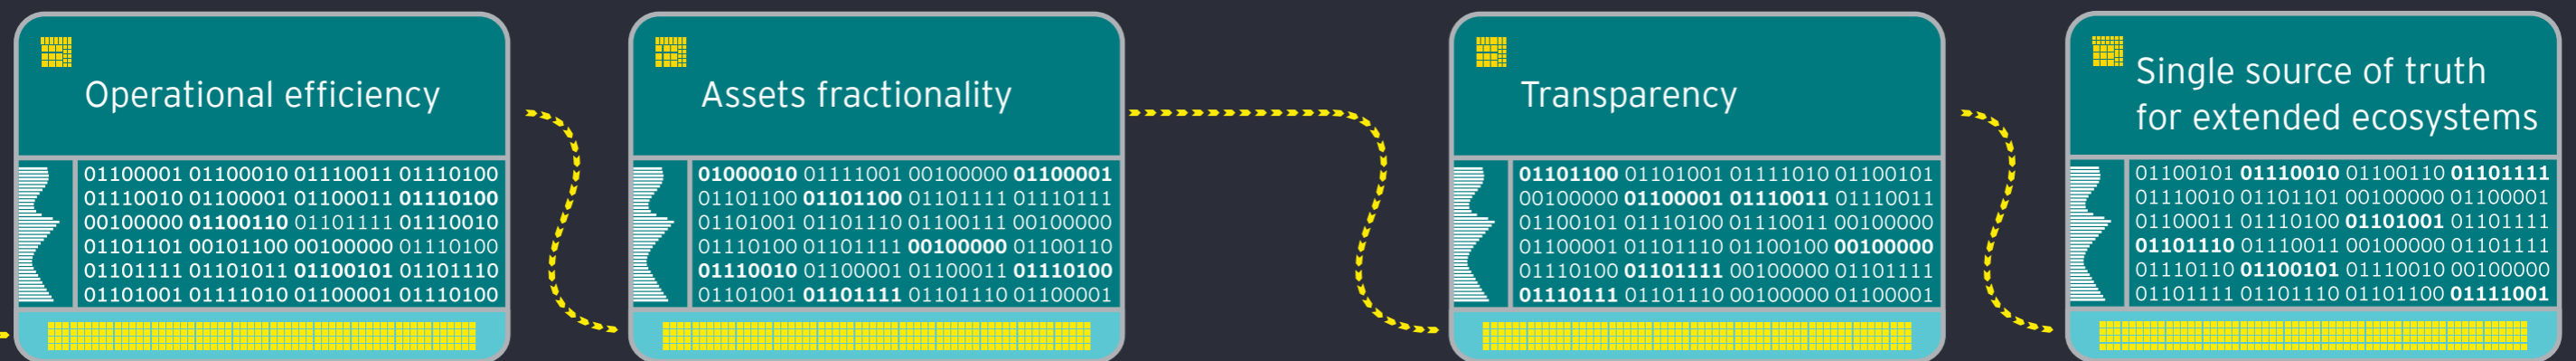 Operational efficiency
01100001 01100010 01110011 01110100
01110010 01100001 01100011 01110100
00100000 01100110 01101111 01110010
01101101 00101100 00100000 01110100
01101111 01101011 01100101 01101110
01101001 01111010 01100001 01110100
Assets fractionality
01000010 01111001 00100000 01100001
01101100 01101100 01101111 01110111
01101001 01101110 01100111 00100000
01110100 01101111 00100000 01100110
01110010 01100001 01100011 01110100
01101001 01101111 01101110 01100001
Transparency
01101100 01101001 01111010 01100101
00100000 01100001 01110011 01110011
01100101 01110100 01110011 00100000
01100001 01101110 01100100 00100000
01110100 01101111 00100000 01101111
01110111 01101110 00100000 01100001
Single source of truth
for extended ecosystems
01100101 01110010 01100110 01101111
01110010 01101101 00100000 01100001
01100011 01110100 01101001 01101111
01101110 01110011 00100000 01101111
01110110 01100101 01110010 00100000
01101111 01101110 01101100 01111001